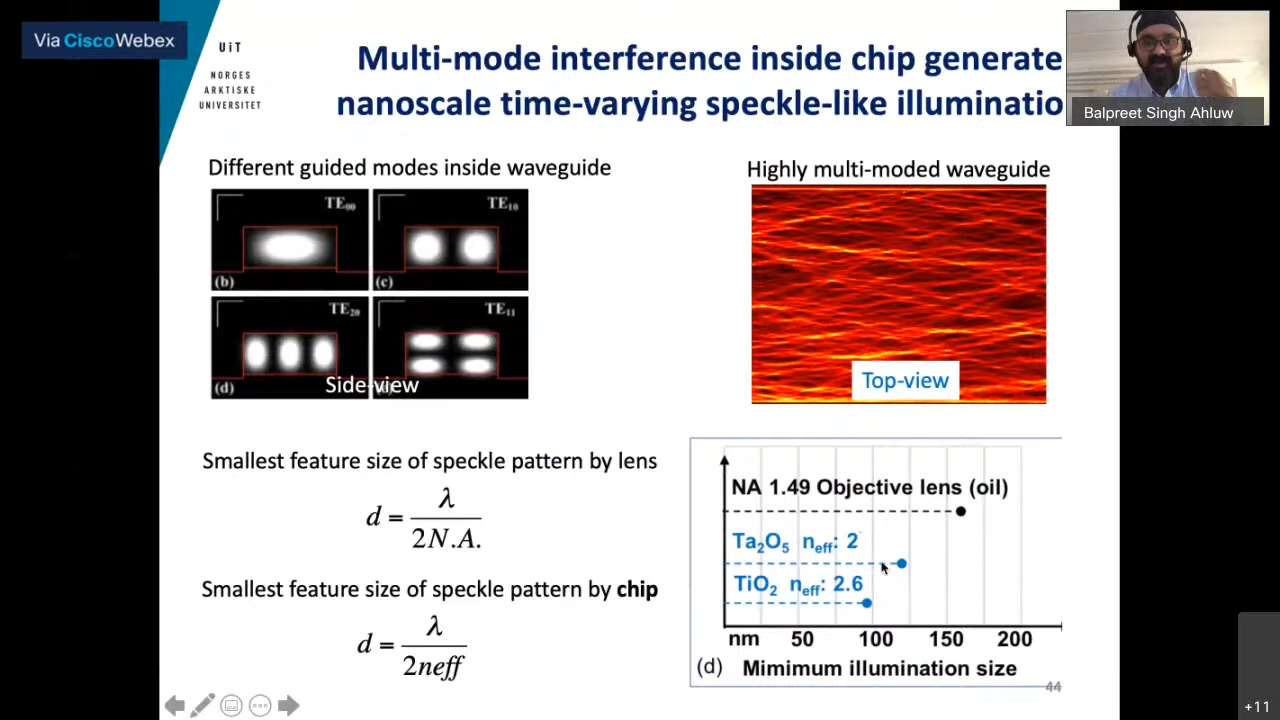 Via CiscoWebex
UiT
NORGES
ARKTISKE
UNIVERSITET
Multi-mode interference inside chip generate
nanoscale time-varying speckle-like illuminatio
Balpreet Singh Ahluw
Different guided modes inside waveguide
TE₀₀
(b)
TE₁₀
(c)
TE₂₀
(d)
TE₁₁
Side-view
Highly multi-moded waveguide
Top-view
Smallest feature size of speckle pattern by lens
d = λ / 2N.A.
Smallest feature size of speckle pattern by chip
d = λ / 2neff
NA 1.49 Objective lens (oil)
Ta₂O₅ nₑff: 2
TiO₂ nₑff: 2.6
nm 50 100 150 200
(d) Mimimum illumination size
44
+11